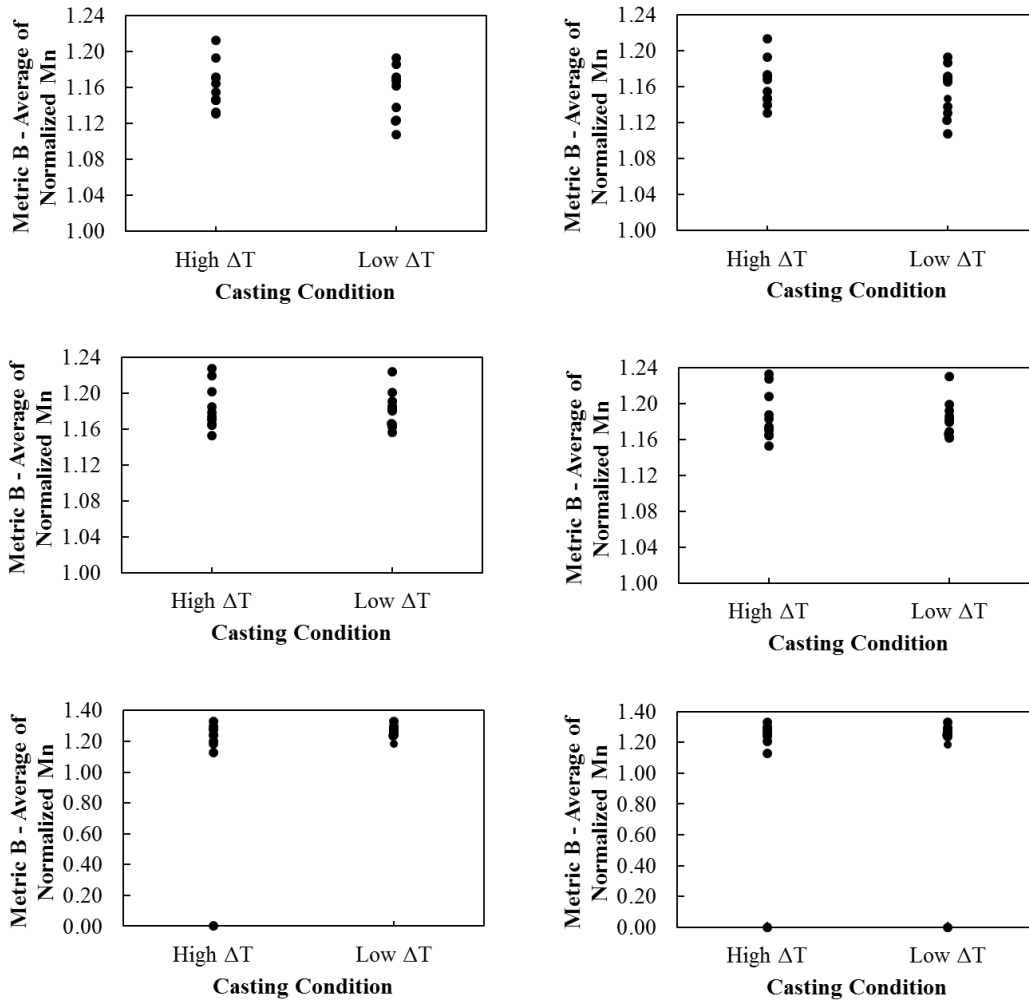 Metric B - Average of
Normalized Mn
1.24
1.20
1.16
1.12
1.08
1.04
1.00
High ΔT
Low ΔT
Casting Condition
Metric B - Average of
Normalized Mn
1.24
1.20
1.16
1.12
1.08
1.04
1.00
High ΔT
Low ΔT
Casting Condition
Metric B - Average of
Normalized Mn
1.24
1.20
1.16
1.12
1.08
1.04
1.00
High ΔT
Low ΔT
Casting Condition
Metric B - Average of
Normalized Mn
1.24
1.20
1.16
1.12
1.08
1.04
1.00
High ΔT
Low ΔT
Casting Condition
Metric B - Average of
Normalized Mn
1.40
1.20
1.00
0.80
0.60
0.40
0.20
0.00
High ΔT
Low ΔT
Casting Condition
Metric B - Average of
Normalized Mn
1.40
1.20
1.00
0.80
0.60
0.40
0.20
0.00
High ΔT
Low ΔT
Casting Condition